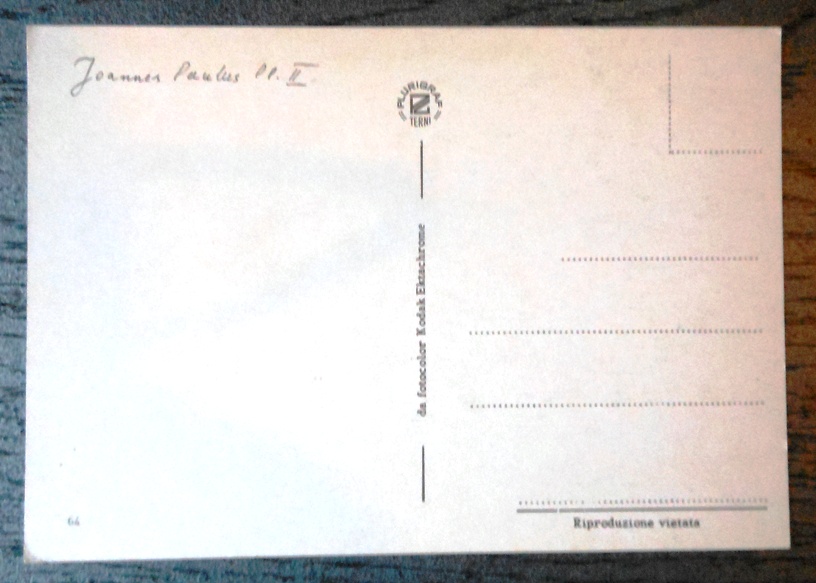 Joannes Paulus PP. II
PLURIGRAF
TERNI
da fotocolor Kodak Ektachrome
64
Riproduzione vietata